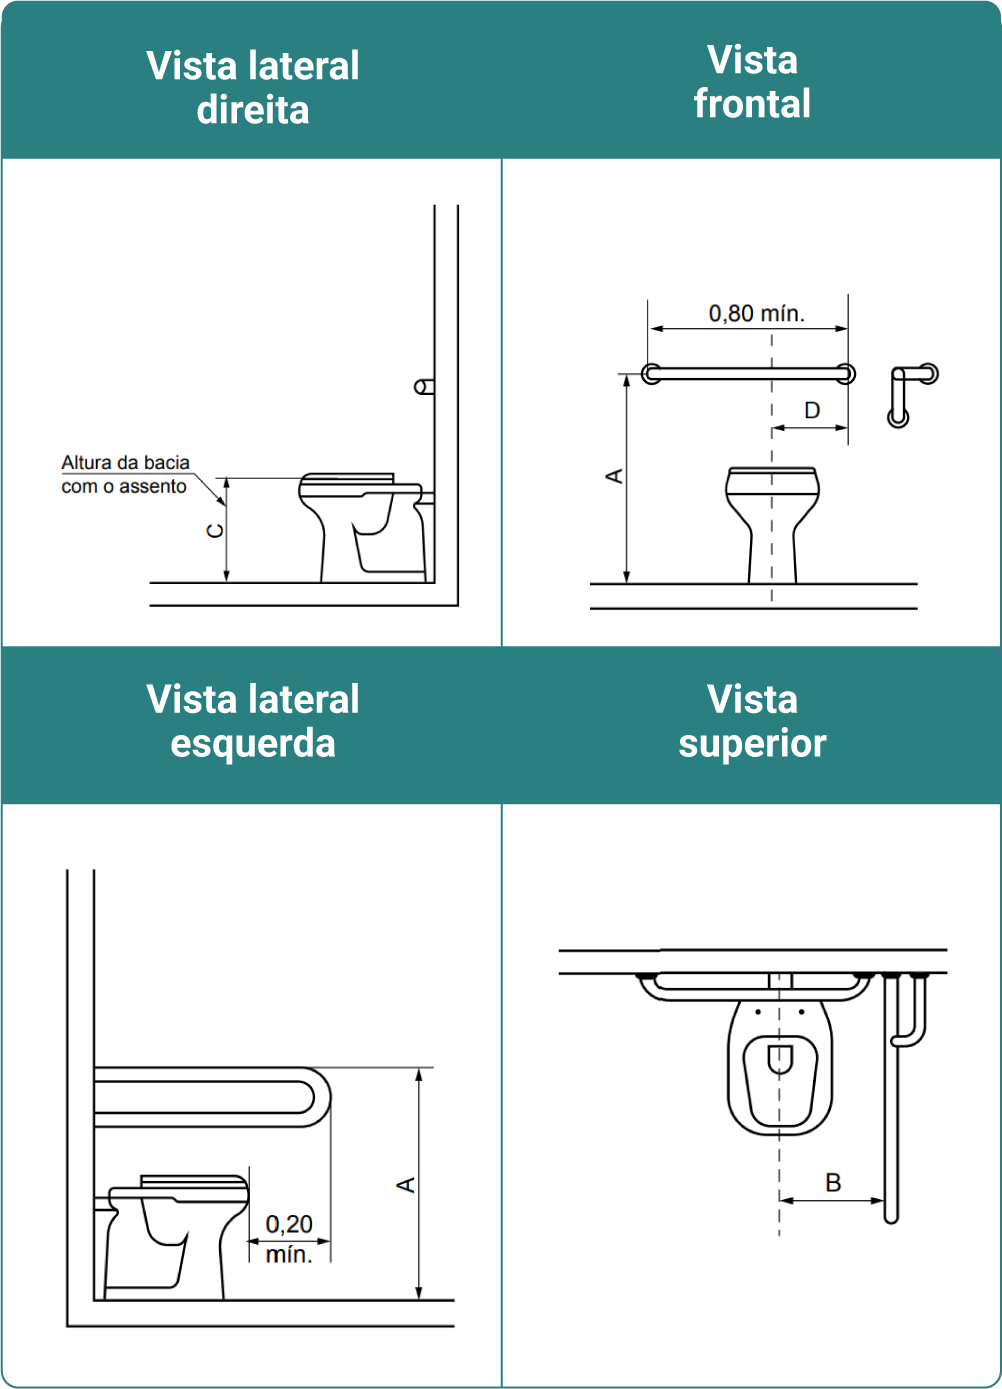 Vista lateral
direita
Vista
frontal
Altura da bacia
com o assento
C
0,80 mín.
D
A
Vista lateral
esquerda
Vista
superior
A
0,20
mín.
B